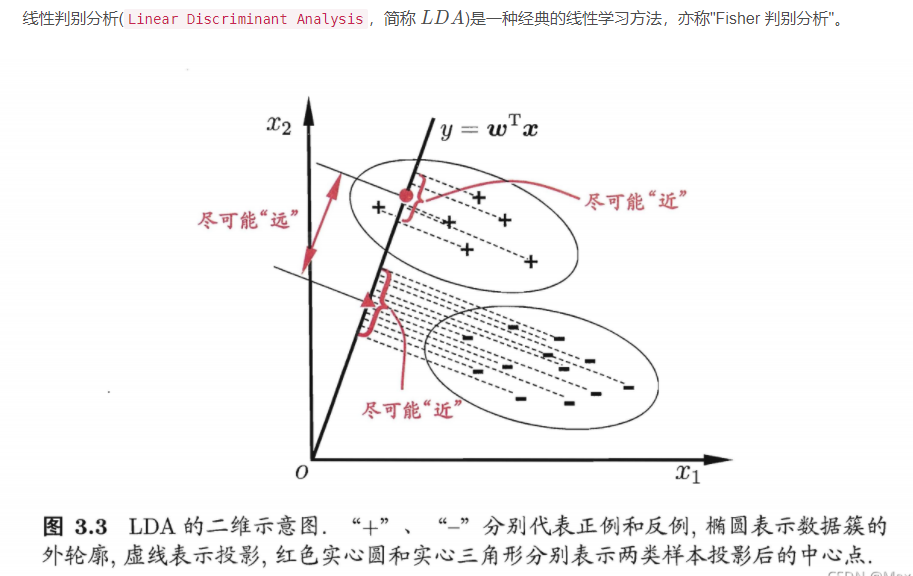 线性判别分析(Linear Discriminant Analysis，简称 LDA)是一种经典的线性学习方法，亦称"Fisher 判别分析"。
x₂
y = wᵀx
尽可能“近”
尽可能“远”
尽可能“近”
O
x₁
图 3.3 LDA 的二维示意图. “+”、“–”分别代表正例和反例, 椭圆表示数据簇的
外轮廓, 虚线表示投影, 红色实心圆和实心三角形分别表示两类样本投影后的中心点.